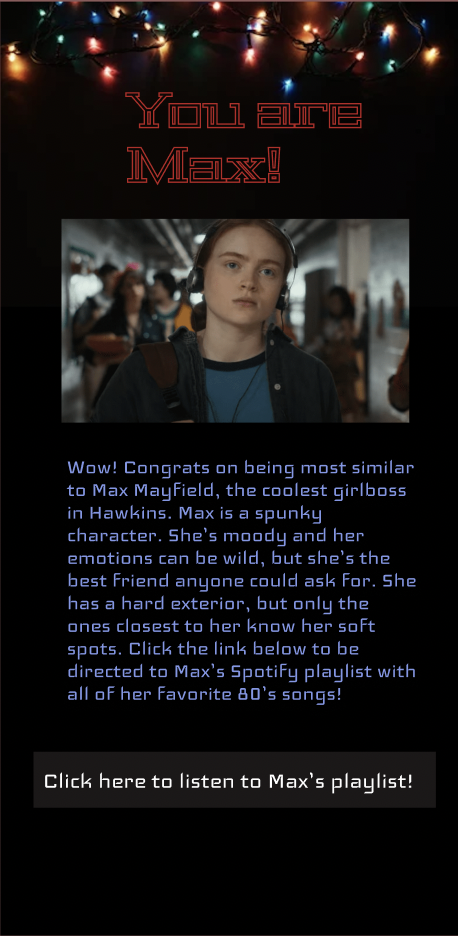 You are
Max!
Wow! Congrats on being most similar
to Max Mayfield, the coolest girlboss
in Hawkins. Max is a spunky
character. She's moody and her
emotions can be wild, but she's the
best friend anyone could ask for. She
has a hard exterior, but only the
ones closest to her know her soft
spots. Click the link below to be
directed to Max's Spotify playlist with
all of her favorite 80's songs!
Click here to listen to Max's playlist!